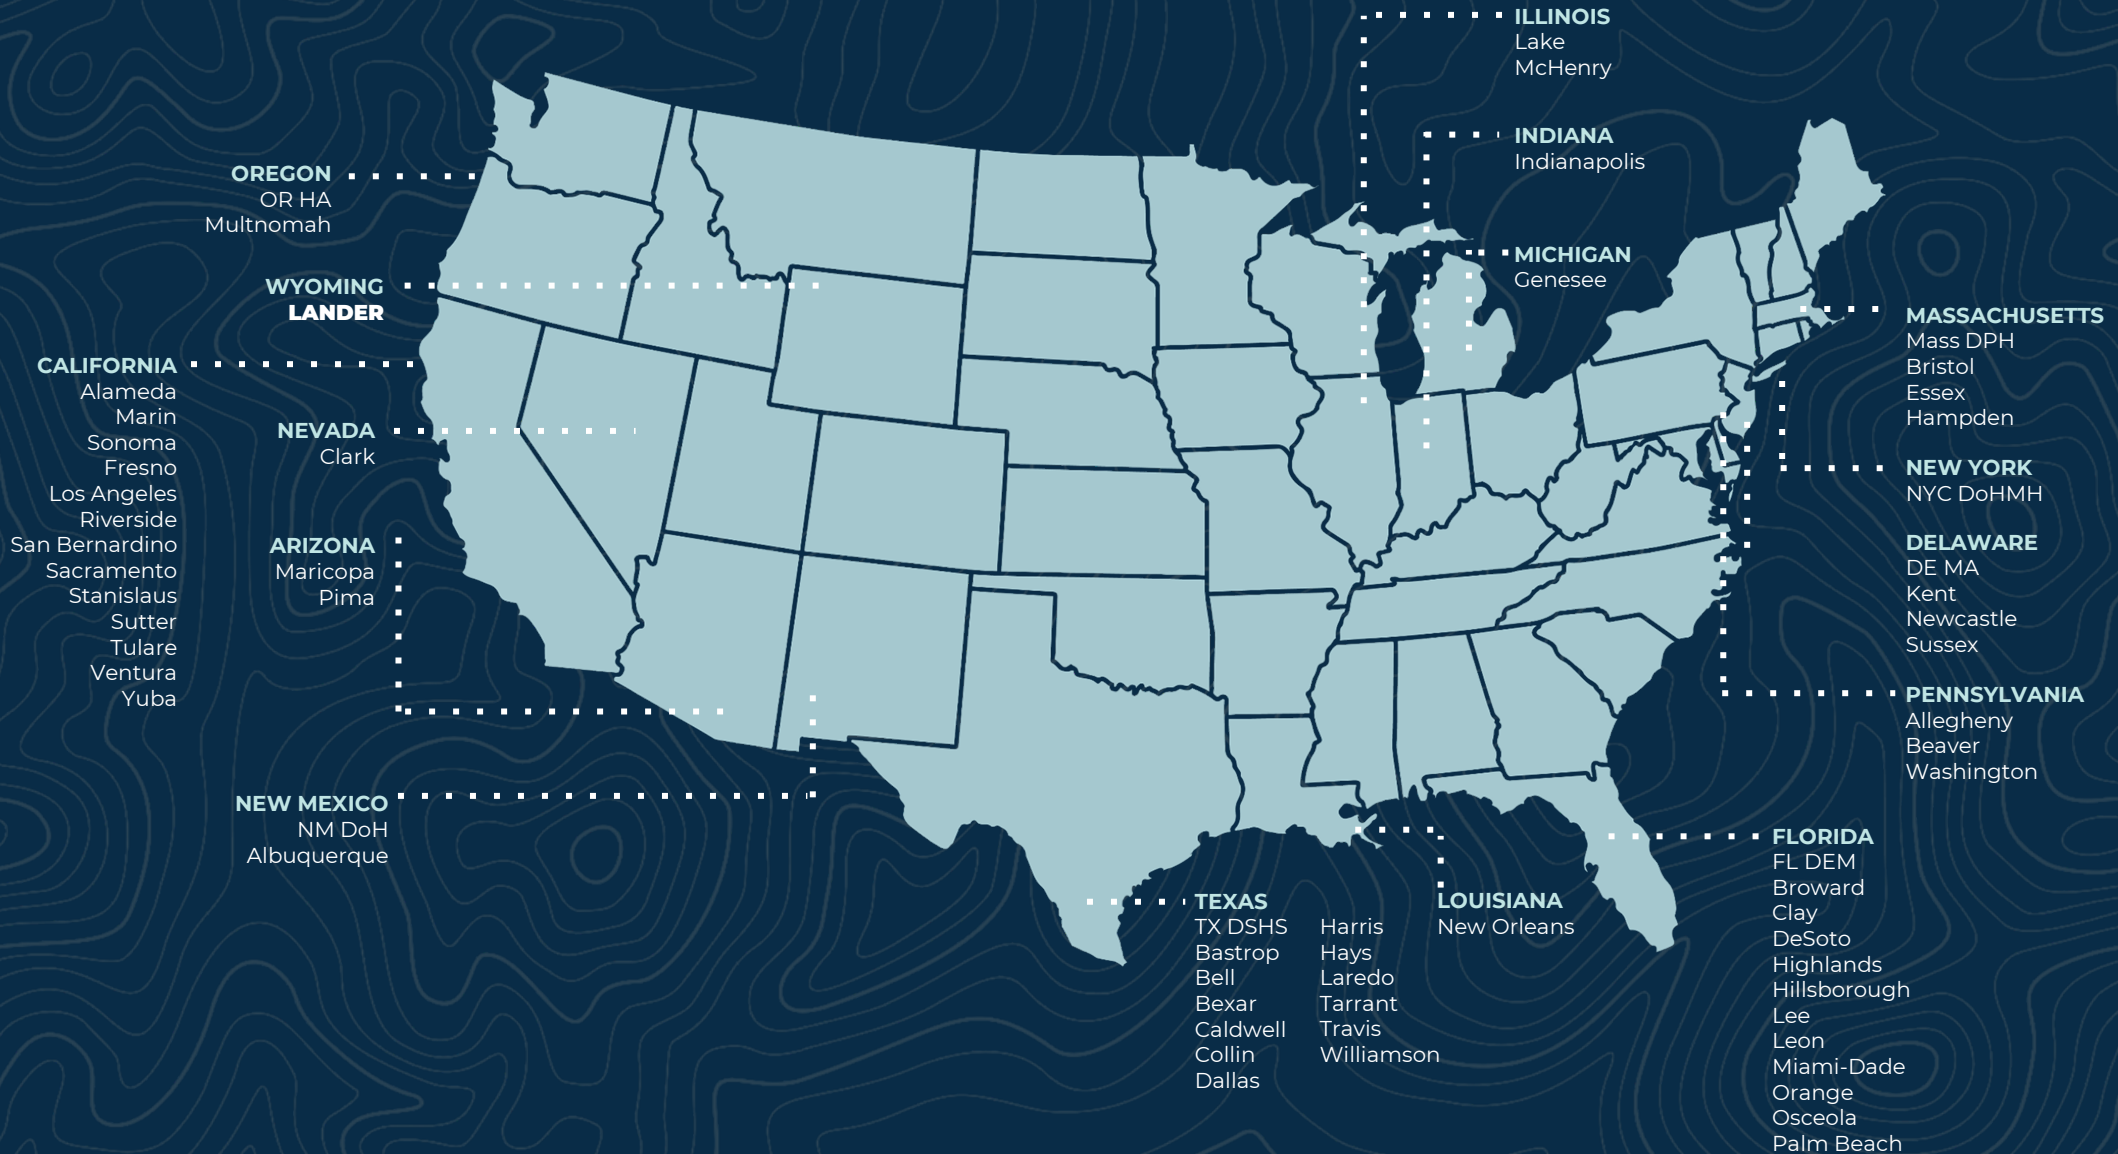 ILLINOIS
Lake
McHenry
INDIANA
Indianapolis
OREGON
OR HA
Multnomah
MICHIGAN
Genesee
WYOMING
LANDER
MASSACHUSETTS
Mass DPH
Bristol
Essex
Hampden
CALIFORNIA
Alameda
Marin
Sonoma
Fresno
Los Angeles
Riverside
San Bernardino
Sacramento
Stanislaus
Sutter
Tulare
Ventura
Yuba
NEVADA
Clark
NEW YORK
NYC DoHMH
ARIZONA
Maricopa
Pima
DELAWARE
DE MA
Kent
Newcastle
Sussex
PENNSYLVANIA
Allegheny
Beaver
Washington
NEW MEXICO
NM DoH
Albuquerque
TEXAS
TX DSHS
Bastrop
Bell
Bexar
Caldwell
Collin
Dallas
Harris
Hays
Laredo
Tarrant
Travis
Williamson
LOUISIANA
New Orleans
FLORIDA
FL DEM
Broward
Clay
DeSoto
Highlands
Hillsborough
Lee
Leon
Miami-Dade
Orange
Osceola
Palm Beach